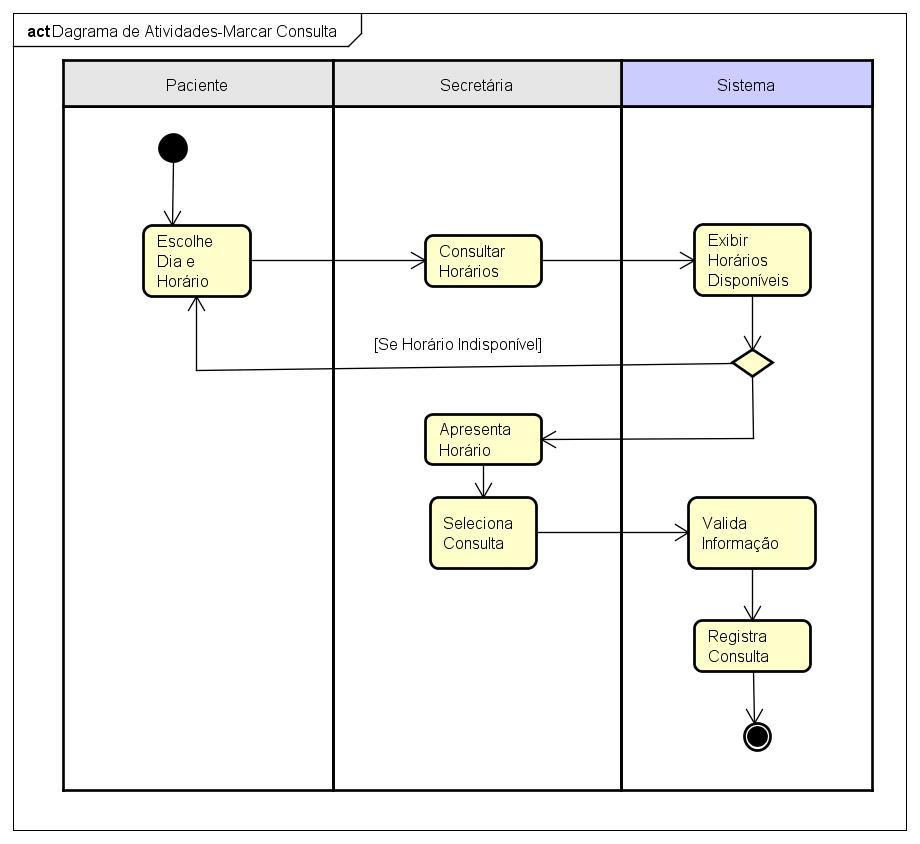 act Dagrama de Atividades-Marcar Consulta
Paciente
Secretária
Sistema
Escolhe
Dia e
Horário
Consultar
Horários
Exibir
Horários
Disponíveis
[Se Horário Indisponível]
Apresenta
Horário
Seleciona
Consulta
Valida
Informação
Registra
Consulta